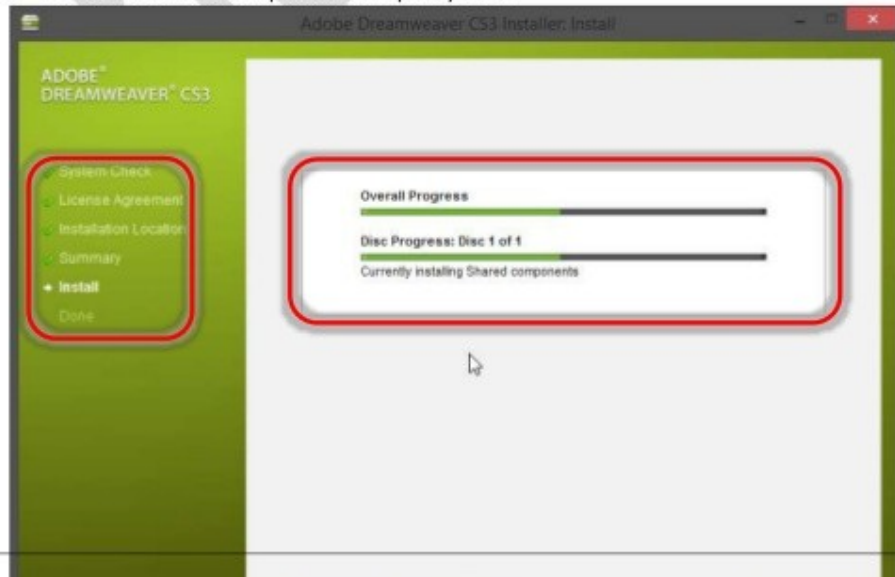 Adobe Dreamweaver CS3 Installer: Install
ADOBE®
DREAMWEAVER® CS3
System Check
License Agreement
Installation Location
Summary
Install
Done
Overall Progress
Disc Progress: Disc 1 of 1
Currently installing Shared components